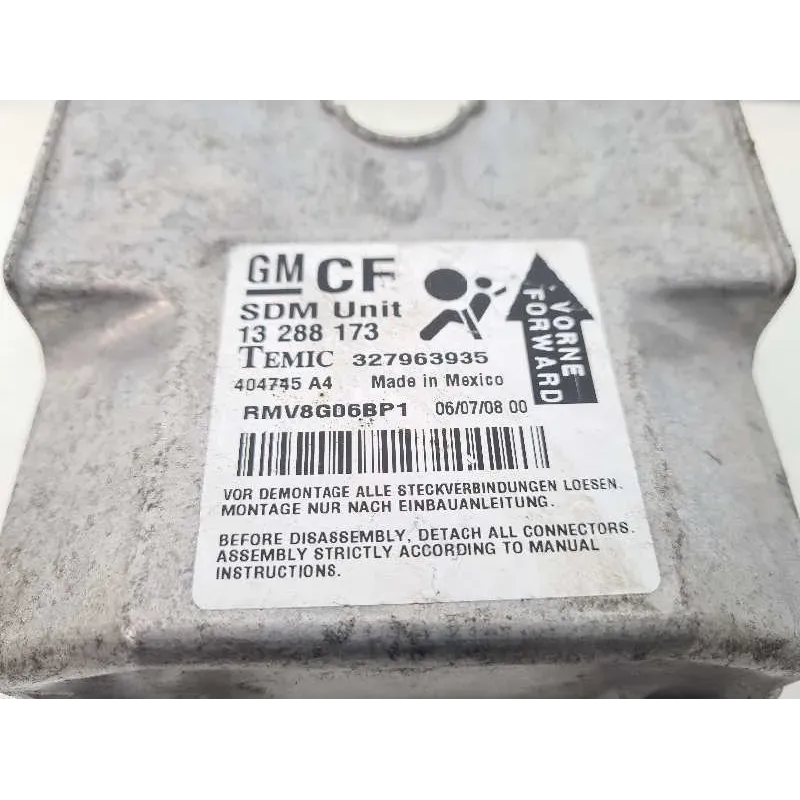 GM CF
SDM Unit
13 288 173
TEMIC 327963935
404745 A4 Made in Mexico
RMV8G06BP1 06/07/08 00
VORNE
FORWARD
VOR DEMONTAGE ALLE STECKVERBINDUNGEN LOESEN.
MONTAGE NUR NACH EINBAUANLEITUNG.
BEFORE DISASSEMBLY, DETACH ALL CONNECTORS.
ASSEMBLY STRICTLY ACCORDING TO MANUAL
INSTRUCTIONS.